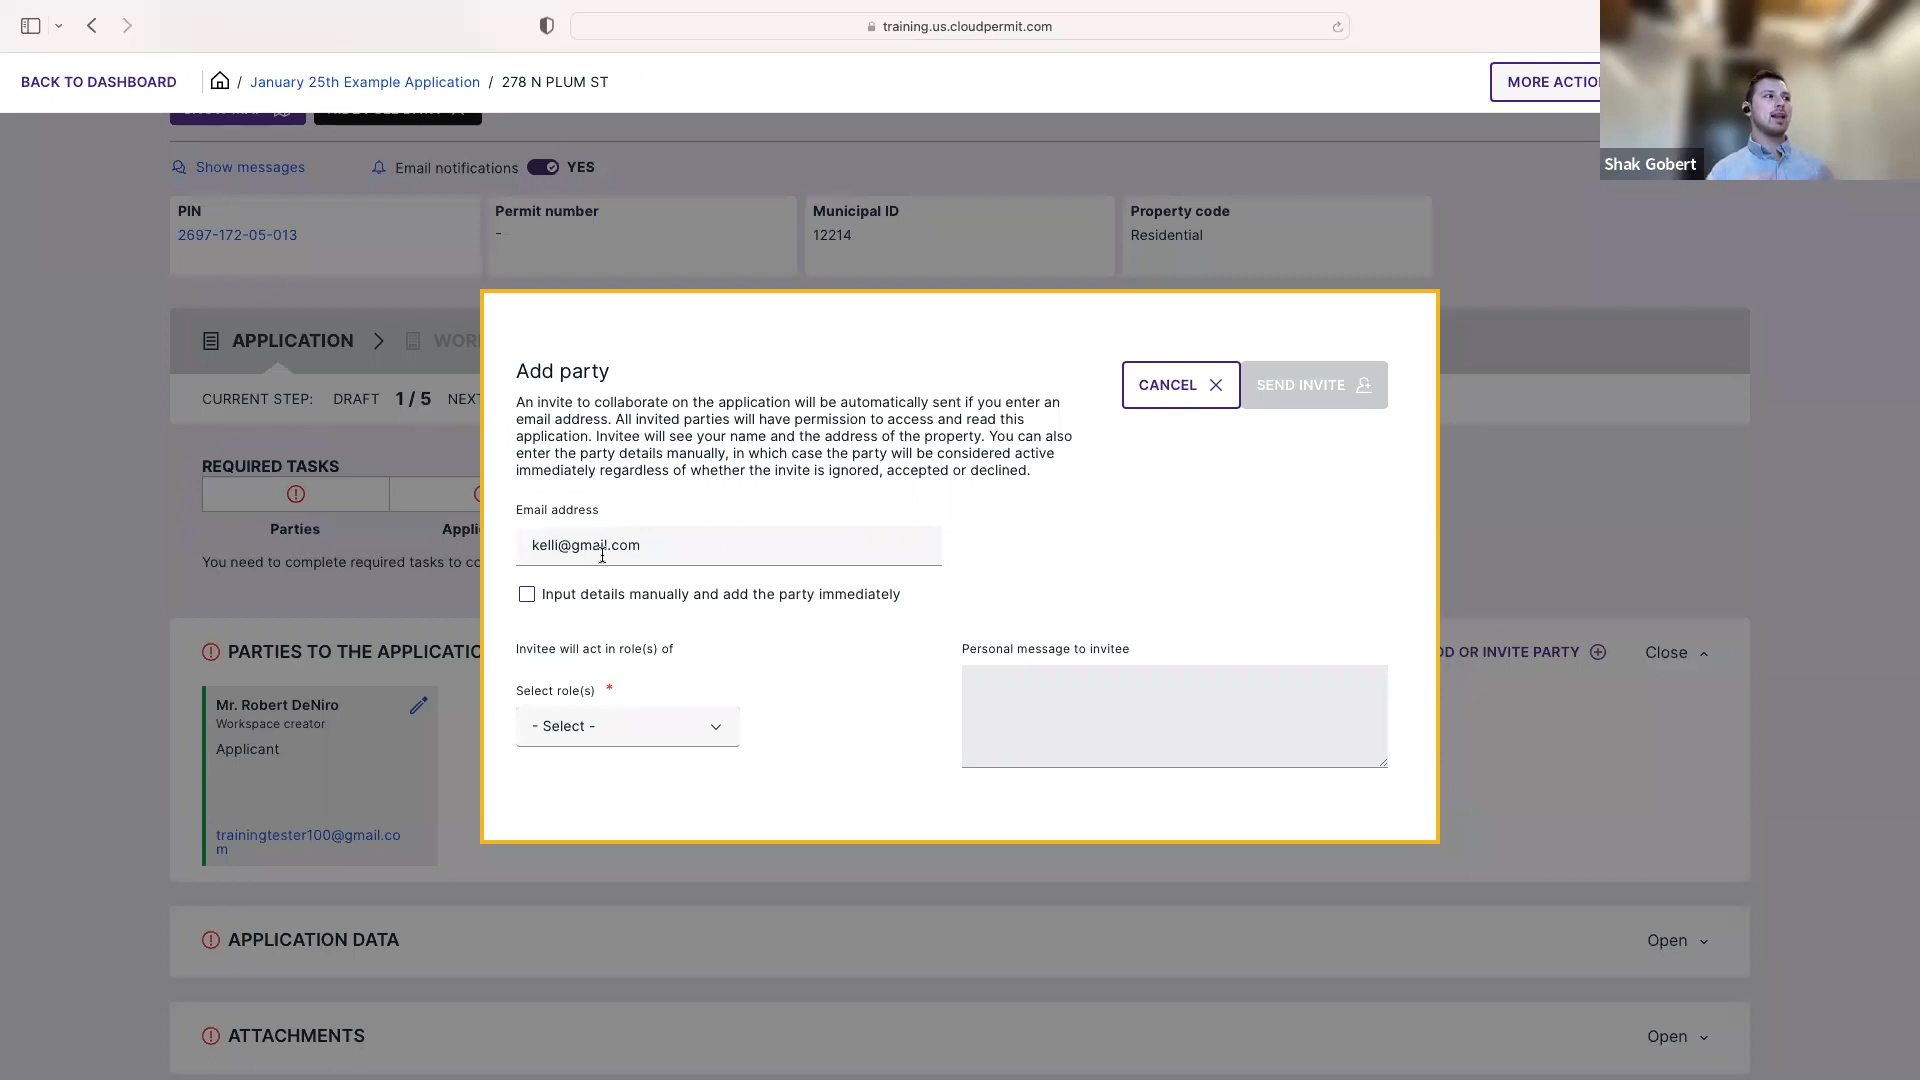 training.us.cloudpermit.com
BACK TO DASHBOARD / January 25th Example Application / 278 N PLUM ST
MORE ACTIO
Shak Gobert
Show messages Email notifications YES
PIN Permit number Municipal ID Property code
2697-172-05-013 - 12214 Residential
APPLICATION WOR
CURRENT STEP: DRAFT 1 / 5 NEXT
REQUIRED TASKS
Parties Appli
You need to complete required tasks to co
PARTIES TO THE APPLICATIO
DD OR INVITE PARTY Close
Mr. Robert DeNiro
Workspace creator
Applicant
trainingtester100@gmail.co
m
Add party
CANCEL SEND INVITE
An invite to collaborate on the application will be automatically sent if you enter an
email address. All invited parties will have permission to access and read this
application. Invitee will see your name and the address of the property. You can also
enter the party details manually, in which case the party will be considered active
immediately regardless of whether the invite is ignored, accepted or declined.
Email address
kelli@gmail.com
Input details manually and add the party immediately
Invitee will act in role(s) of
Select role(s) *
- Select -
Personal message to invitee
APPLICATION DATA Open
ATTACHMENTS Open